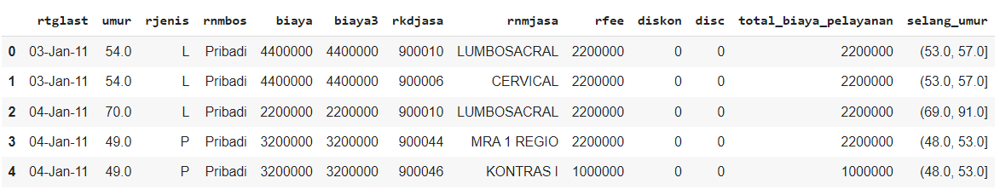 rtglast umur rjenis rnmbos biaya biaya3 rkdjasa rnmjasa rfee diskon disc total_biaya_pelayanan selang_umur
0 03-Jan-11 54.0 L Pribadi 4400000 4400000 900010 LUMBOSACRAL 2200000 0 0 2200000 (53.0, 57.0]
1 03-Jan-11 54.0 L Pribadi 4400000 4400000 900006 CERVICAL 2200000 0 0 2200000 (53.0, 57.0]
2 04-Jan-11 70.0 L Pribadi 2200000 2200000 900010 LUMBOSACRAL 2200000 0 0 2200000 (69.0, 91.0]
3 04-Jan-11 49.0 P Pribadi 3200000 3200000 900044 MRA 1 REGIO 2200000 0 0 2200000 (48.0, 53.0]
4 04-Jan-11 49.0 P Pribadi 3200000 3200000 900046 KONTRAS I 1000000 0 0 1000000 (48.0, 53.0]